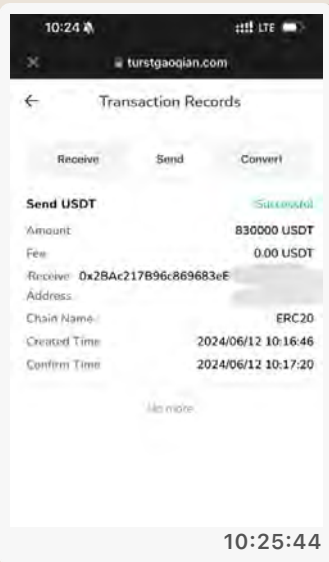 10:24 LTE
turstgaoqian.com
Transaction Records
Receive Send Convert
Send USDT Successful
Amount 830000 USDT
Fee 0.00 USDT
Receive 0x2BAc217B96c869683eE
Address
Chain Name ERC20
Created Time 2024/06/12 10:16:46
Confirm Time 2024/06/12 10:17:20
No more
10:25:44